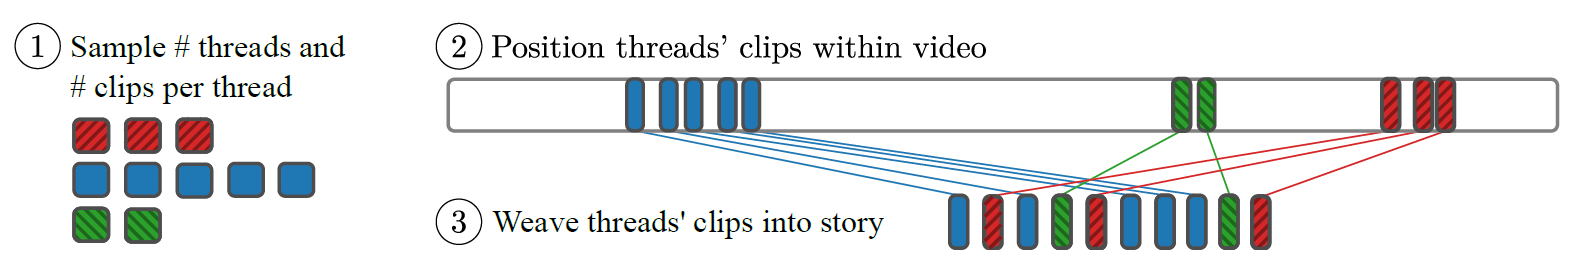 1 Sample # threads and
# clips per thread
2 Position threads’ clips within video
3 Weave threads' clips into story